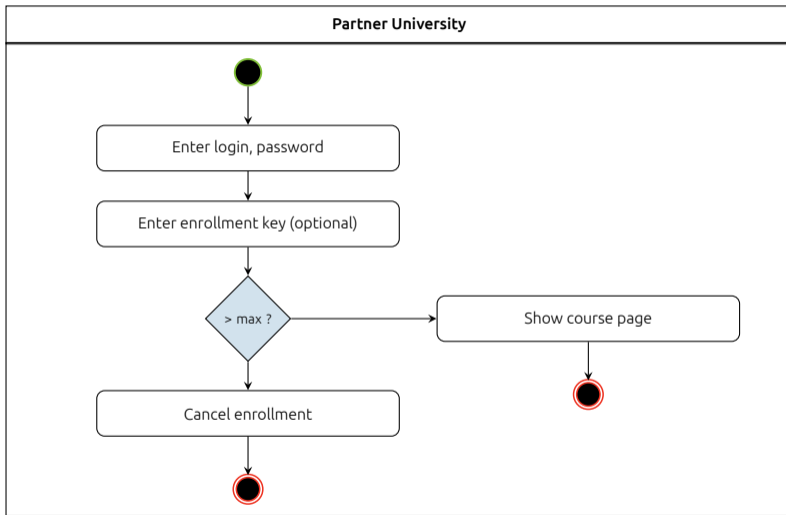 Partner University
Enter login, password
Enter enrollment key (optional)
> max ?
Show course page
Cancel enrollment